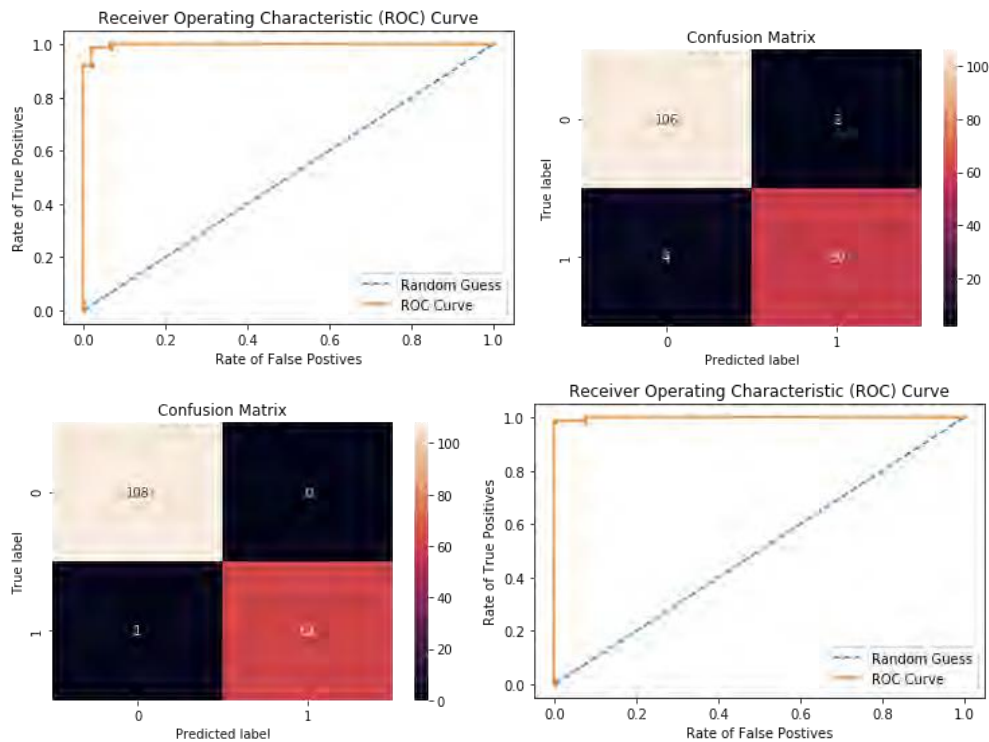 Receiver Operating Characteristic (ROC) Curve
1.0
0.8
0.6
0.4
0.2
0.0
Rate of True Positives
Random Guess
ROC Curve
0.0 0.2 0.4 0.6 0.8 1.0
Rate of False Postives
Confusion Matrix
True label
0
1
106
4
0 1
Predicted label
100
80
60
40
20
Confusion Matrix
True label
0
1
108 0
1
0 1
Predicted label
100
80
60
40
20
0
Receiver Operating Characteristic (ROC) Curve
1.0
0.8
0.6
0.4
0.2
0.0
Rate of True Positives
Random Guess
ROC Curve
0.0 0.2 0.4 0.6 0.8 1.0
Rate of False Postives